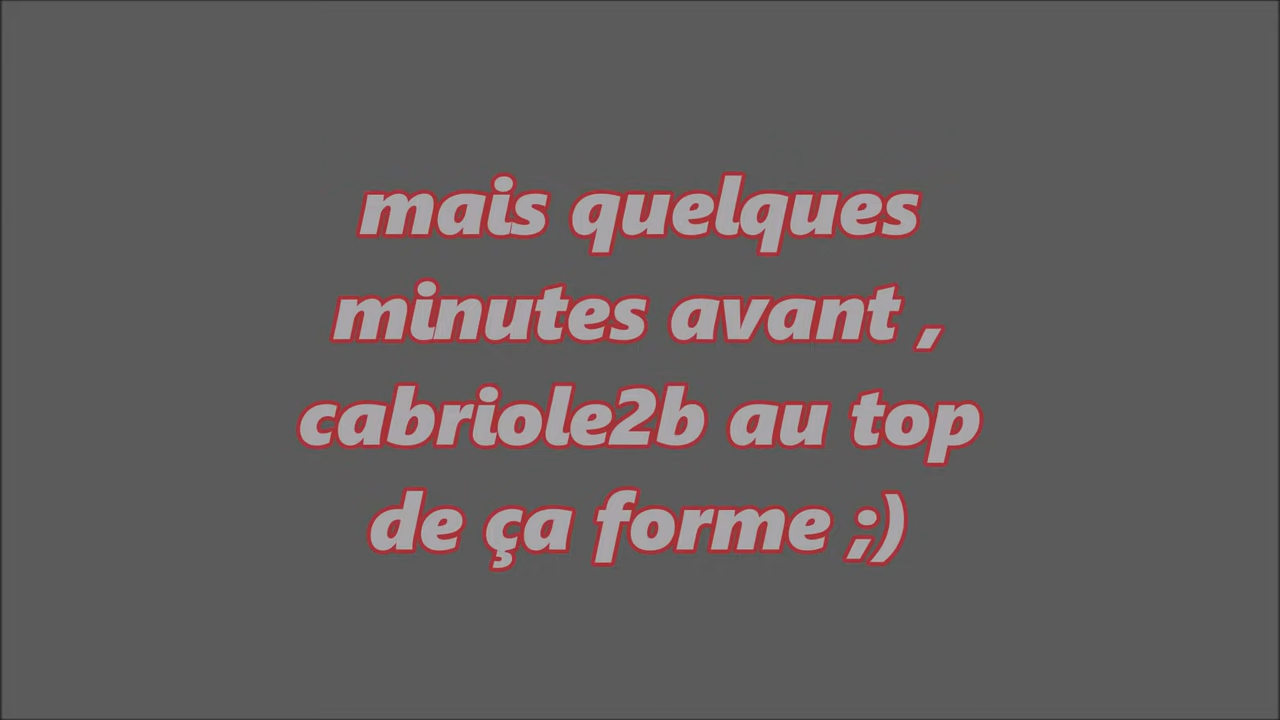 mais quelques
minutes avant ,
cabriole2b au top
de ça forme ;)